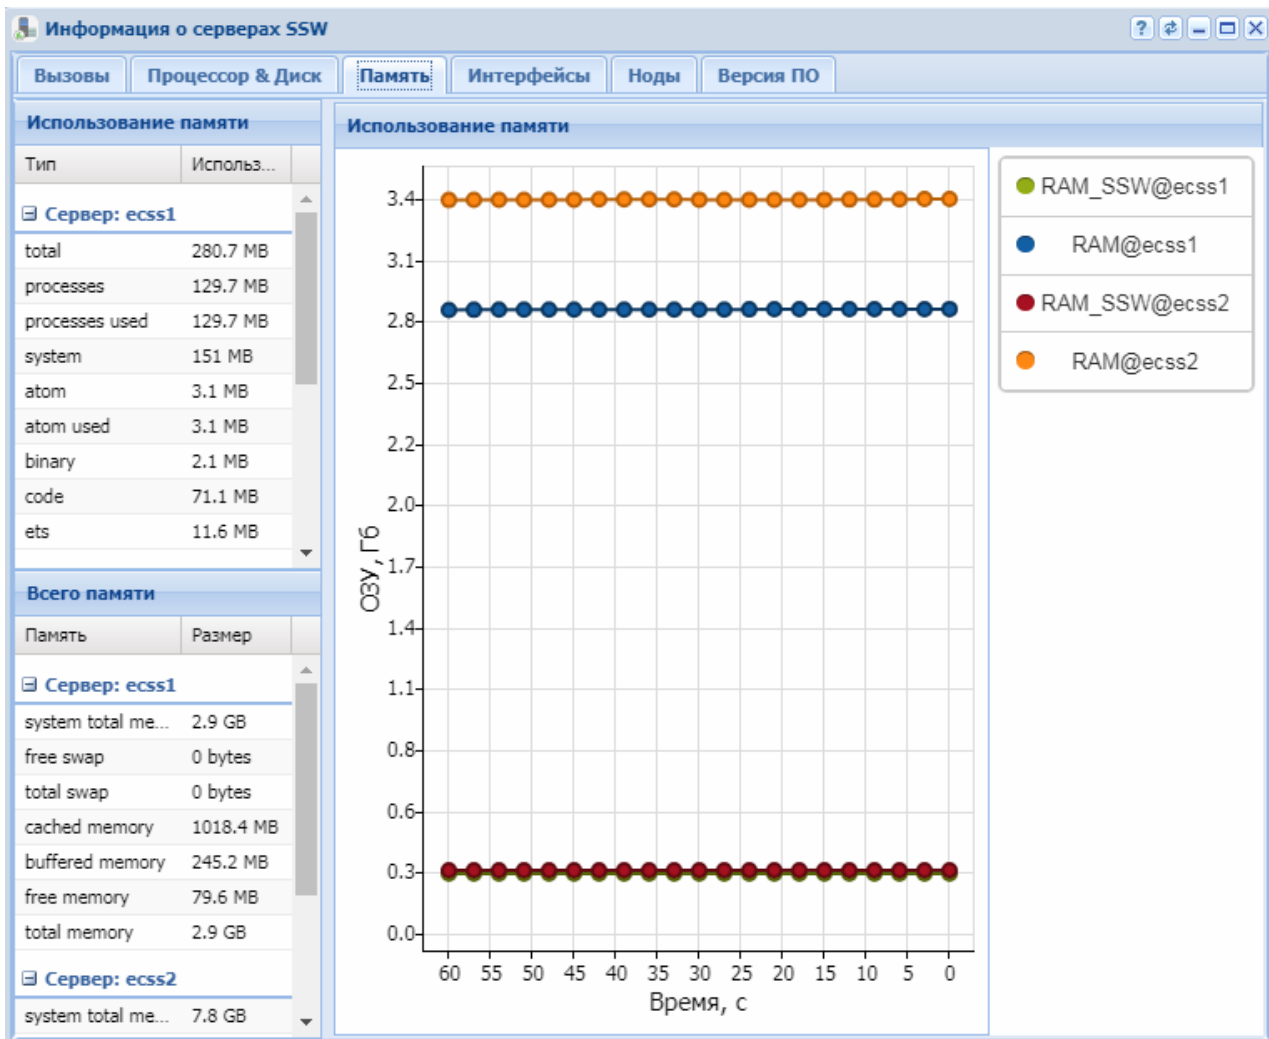 Информация о серверах SSW
Вызовы Процессор & Диск Память Интерфейсы Ноды Версия ПО
Использование памяти
Тип Использ...
Сервер: ecss1
total 280.7 MB
processes 129.7 MB
processes used 129.7 MB
system 151 MB
atom 3.1 MB
atom used 3.1 MB
binary 2.1 MB
code 71.1 MB
ets 11.6 MB
Всего памяти
Память Размер
Сервер: ecss1
system total me... 2.9 GB
free swap 0 bytes
total swap 0 bytes
cached memory 1018.4 MB
buffered memory 245.2 MB
free memory 79.6 MB
total memory 2.9 GB
Сервер: ecss2
system total me... 7.8 GB
Использование памяти
ОЗУ, Гб
3.4
3.1
2.8
2.5
2.2
2.0
1.7
1.4
1.1
0.8
0.6
0.3
0.0
60 55 50 45 40 35 30 25 20 15 10 5 0
Время, с
RAM_SSW@ecss1
RAM@ecss1
RAM_SSW@ecss2
RAM@ecss2